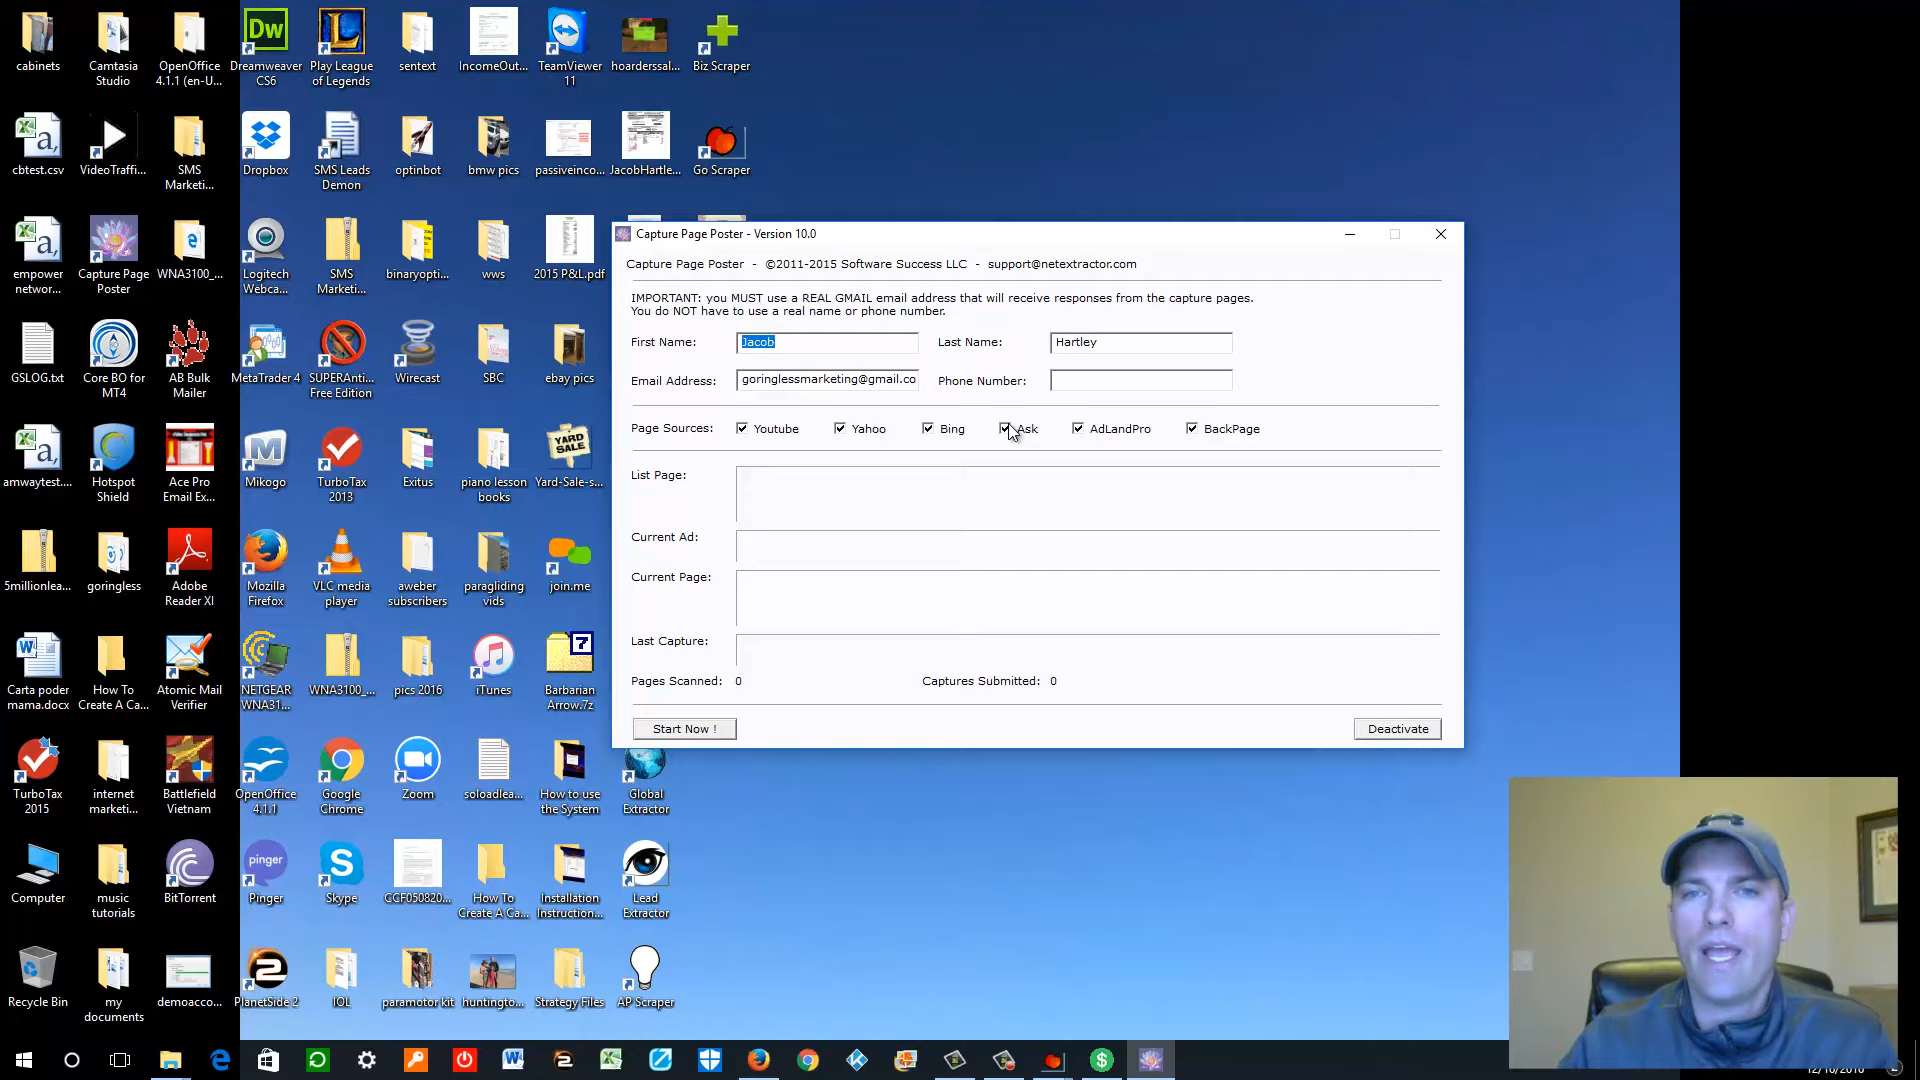 cabinets
Camtasia
Studio
OpenOffice
4.1.1 (en-U...
Dw
Dreamweaver
CS6
Play League
of Legends
sentext
IncomeOut...
TeamViewer
11
hoarderssal...
Biz Scraper
cbtest.csv
VideoTraffi...
SMS
Marketi...
Dropbox
SMS Leads
Demon
optinbot
bmw pics
passiveinco...
JacobHartle...
Go Scraper
empower
networ...
Capture Page
Poster
WNA3100_...
Logitech
Webca...
SMS
Marketi...
binaryopti...
wws
2015 P&L.pdf
GSLOG.txt
Core BO for
MT4
AB Bulk
Mailer
MetaTrader 4
SUPERAnti...
Free Edition
Wirecast
SBC
ebay pics
amwaytest....
Hotspot
Shield
Ace Pro
Email Ex...
Mikogo
TurboTax
2013
Exitus
piano lesson
books
YARD
SALE
Yard-Sale-s...
5millionlea...
goringless
Adobe
Reader XI
Mozilla
Firefox
VLC media
player
aweber
subscribers
paragliding
vids
join.me
Carta poder
mama.docx
How To
Create A Ca...
Atomic Mail
Verifier
NETGEAR
WNA31...
WNA3100_...
pics 2016
iTunes
7
Barbarian
Arrow.7z
TurboTax
2015
internet
marketi...
Battlefield
Vietnam
OpenOffice
4.1.1
Google
Chrome
Zoom
soloadlea...
How to use
the System
Global
Extractor
Computer
music
tutorials
BitTorrent
pinger
Pinger
Skype
CCF050820...
How To
Create A Ca...
Installation
Instruction...
Lead
Extractor
Recycle Bin
my
documents
demoacco...
PlanetSide 2
IOL
paramotor kit
huntingto...
Strategy Files
AP Scraper
Capture Page Poster - Version 10.0
Capture Page Poster - ©2011-2015 Software Success LLC - support@netextractor.com
IMPORTANT: you MUST use a REAL GMAIL email address that will receive responses from the capture pages.
You do NOT have to use a real name or phone number.
First Name: Jacob Last Name: Hartley
Email Address: goringlessmarketing@gmail.co Phone Number:
Page Sources: Youtube Yahoo Bing Ask AdLandPro BackPage
List Page:
Current Ad:
Current Page:
Last Capture:
Pages Scanned: 0 Captures Submitted: 0
Start Now ! Deactivate